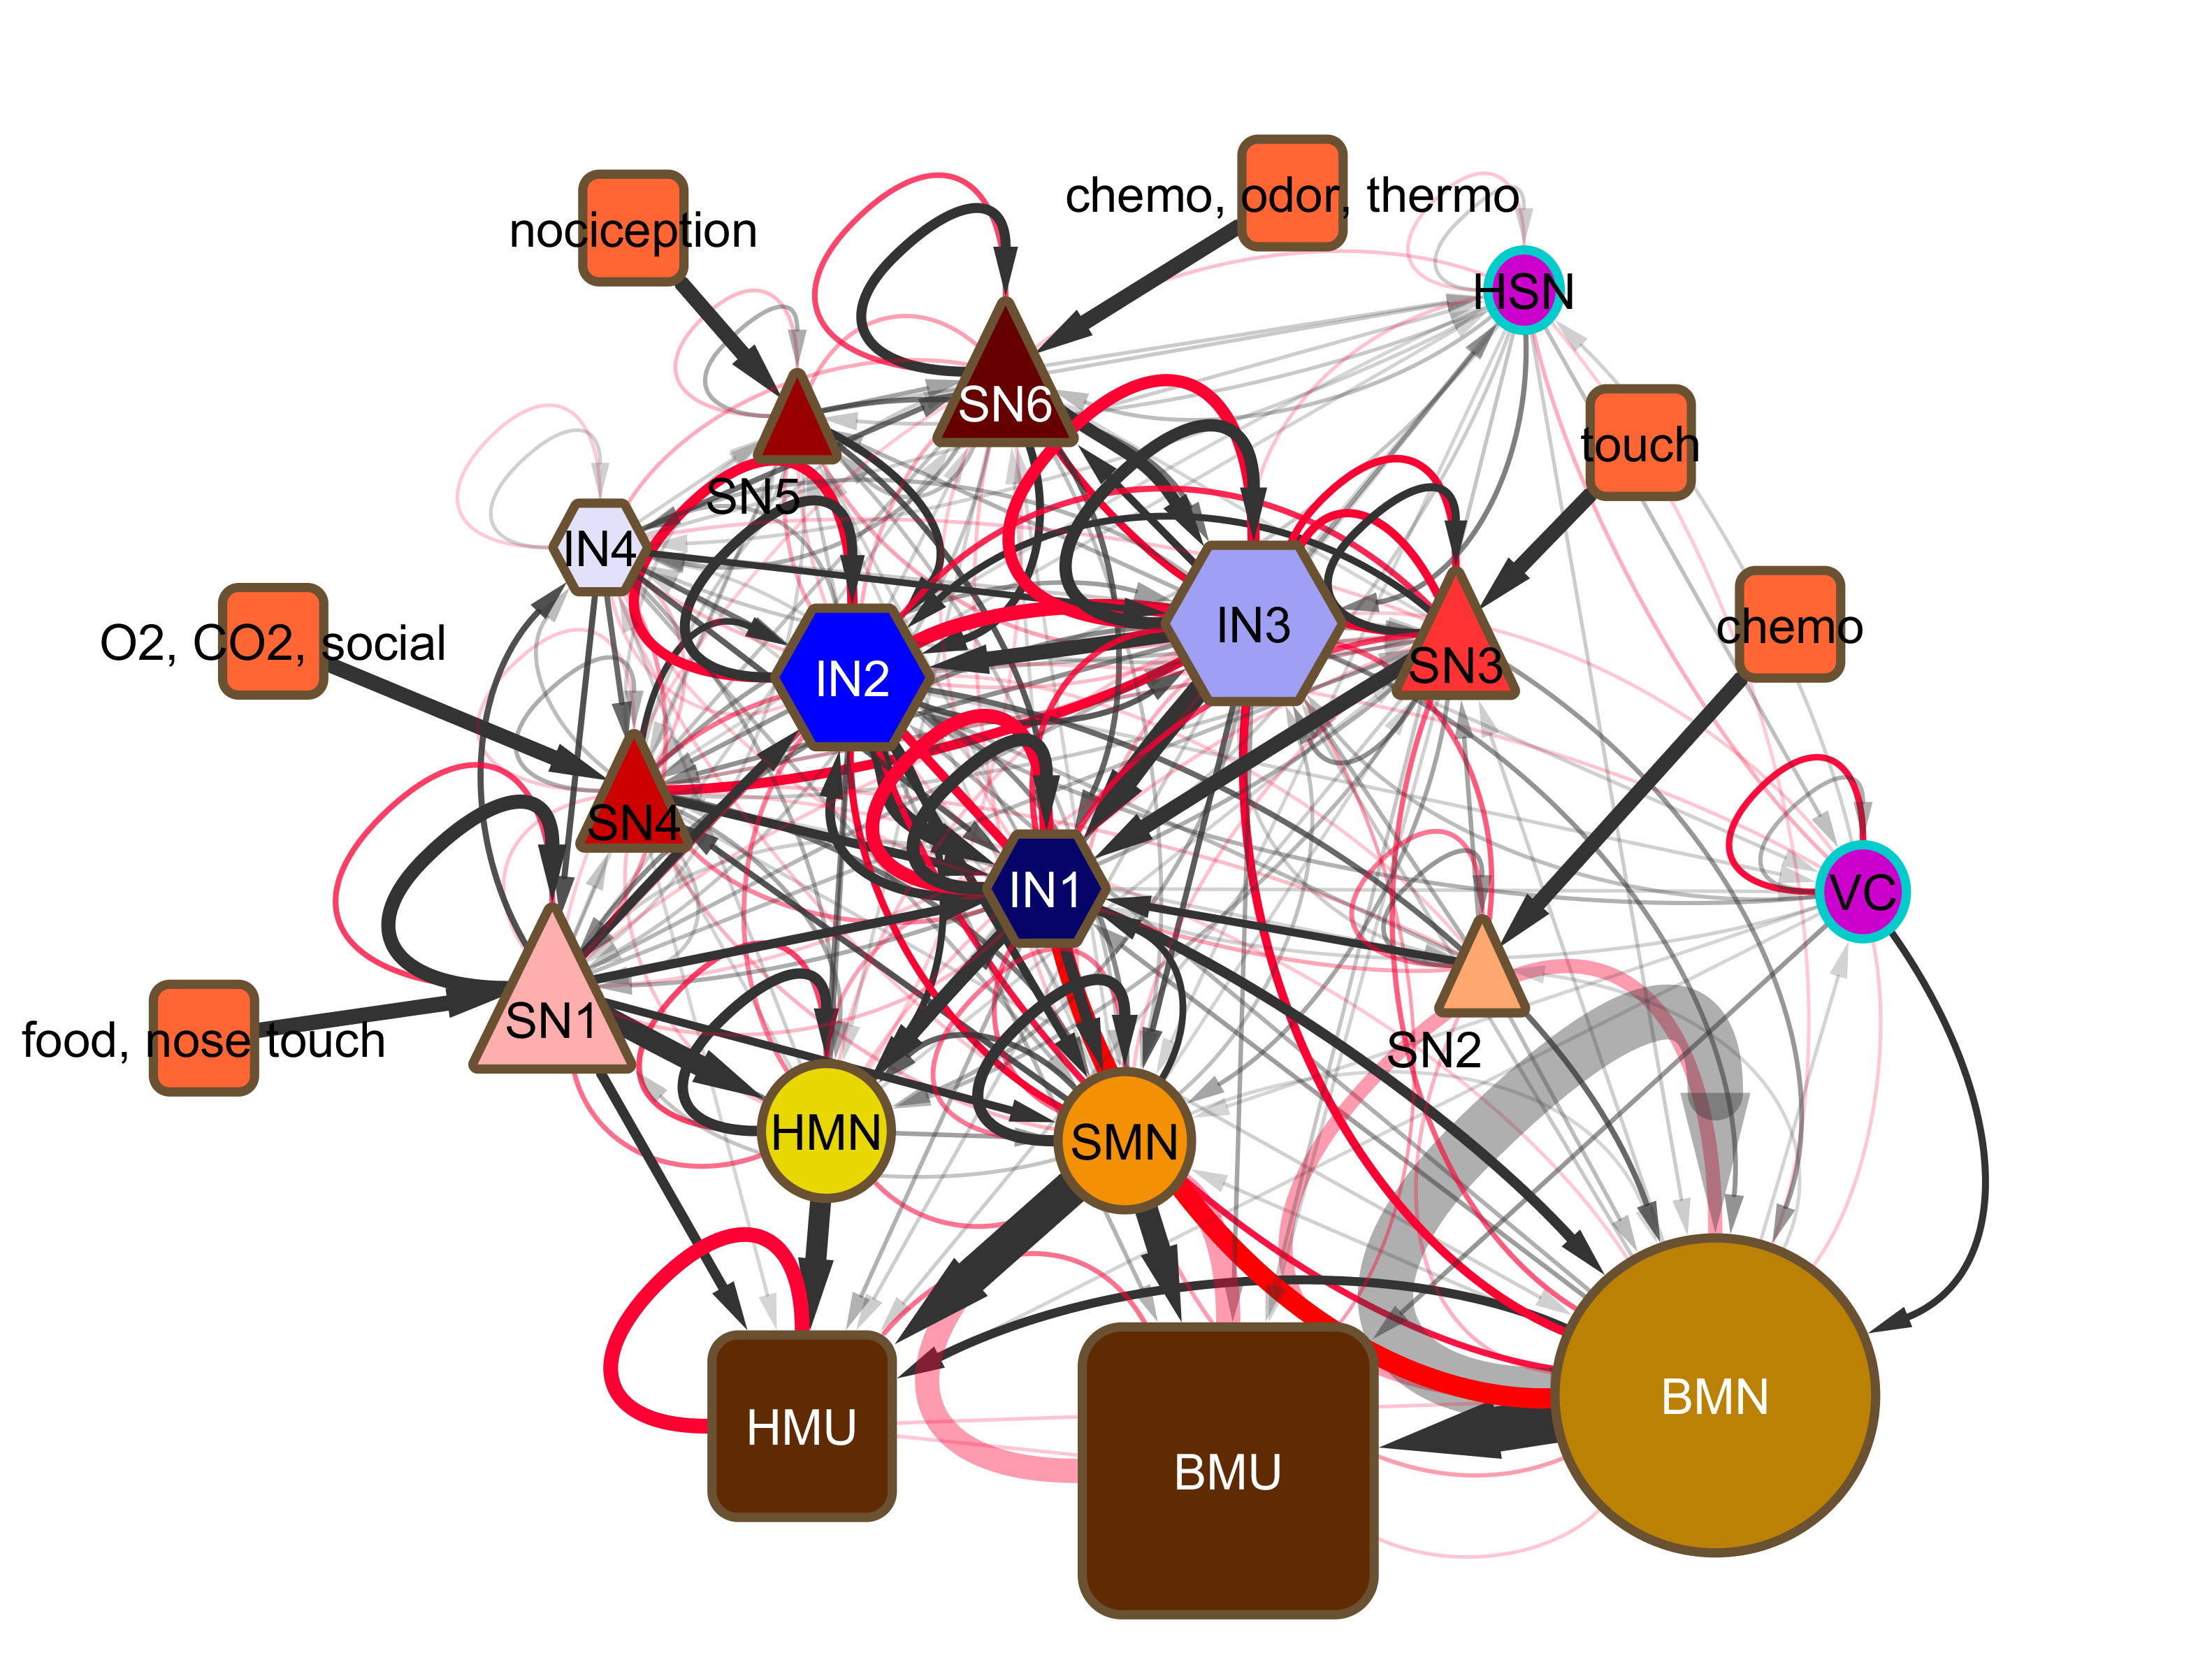 chemo, odor, thermo
nociception
HSN
SN6
touch
SN5
IN4
IN3
chemo
O2, CO2, social
SN3
IN2
SN4
IN1
VC
SN1
food, nose touch
SN2
HMN
SMN
BMN
HMU
BMU